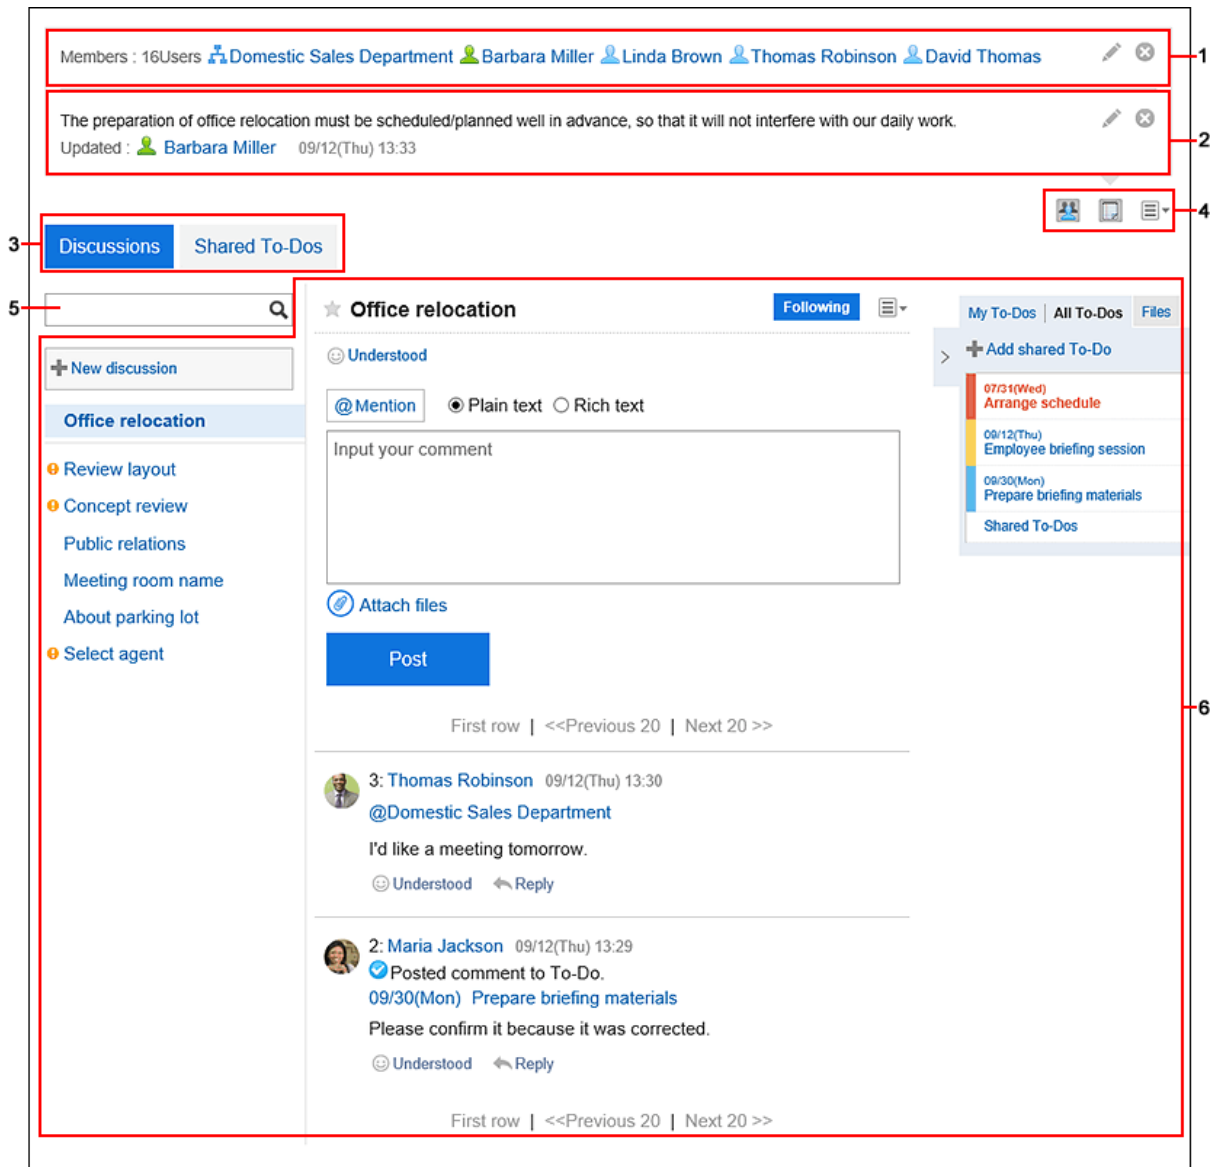 Members : 16Users Domestic Sales Department Barbara Miller Linda Brown Thomas Robinson David Thomas
1
The preparation of office relocation must be scheduled/planned well in advance, so that it will not interfere with our daily work.
Updated : Barbara Miller 09/12(Thu) 13:33
2
4
3
Discussions Shared To-Dos
5
Office relocation Following
My To-Dos | All To-Dos Files
Understood
Add shared To-Do
New discussion
Office relocation
Review layout
Concept review
Public relations
Meeting room name
About parking lot
Select agent
@Mention Plain text Rich text
Input your comment
Attach files
Post
07/31(Wed)
Arrange schedule
09/12(Thu)
Employee briefing session
09/30(Mon)
Prepare briefing materials
Shared To-Dos
6
First row | <<Previous 20 | Next 20 >>
3: Thomas Robinson 09/12(Thu) 13:30
@Domestic Sales Department
I'd like a meeting tomorrow.
Understood Reply
2: Maria Jackson 09/12(Thu) 13:29
Posted comment to To-Do.
09/30(Mon) Prepare briefing materials
Please confirm it because it was corrected.
Understood Reply
First row | <<Previous 20 | Next 20 >>